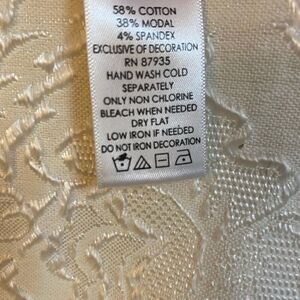 58% COTTON
38% MODAL
4% SPANDEX
EXCLUSIVE OF DECORATION
RN 87935
HAND WASH COLD
SEPARATELY
ONLY NON CHLORINE
BLEACH WHEN NEEDED
DRY FLAT
LOW IRON IF NEEDED
DO NOT IRON DECORATION